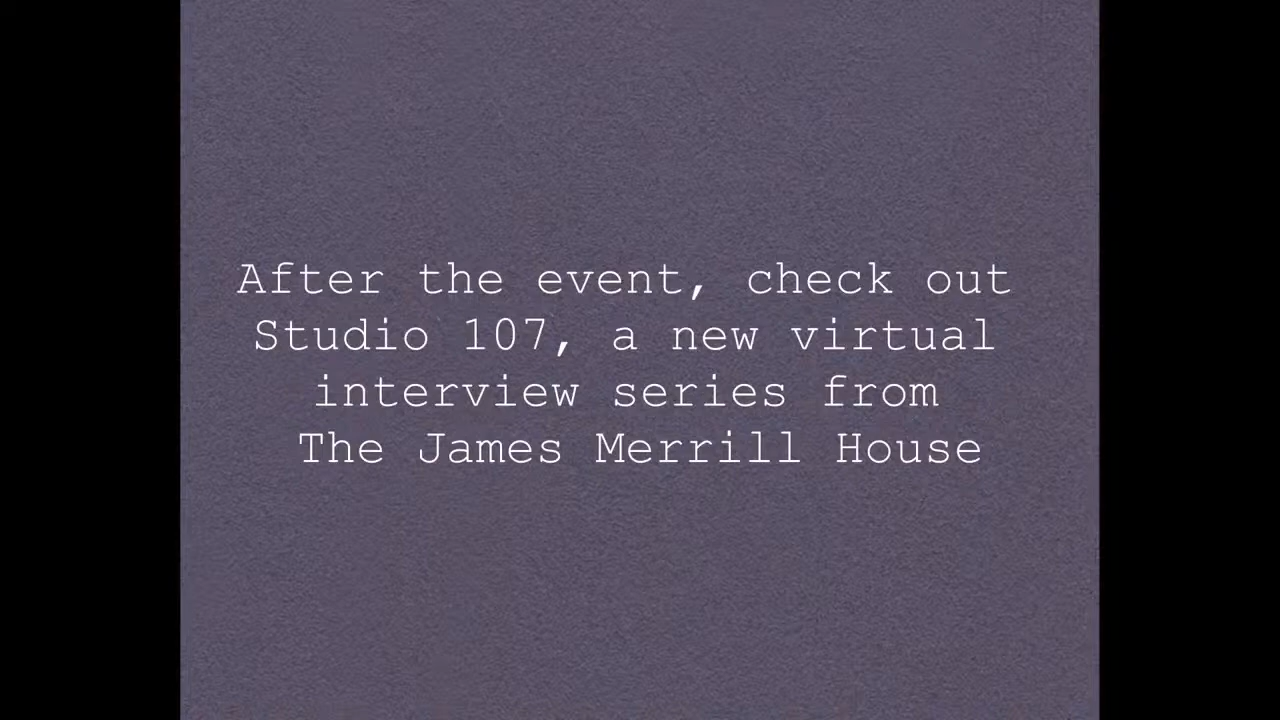 After the event, check out
Studio 107, a new virtual
interview series from
The James Merrill House